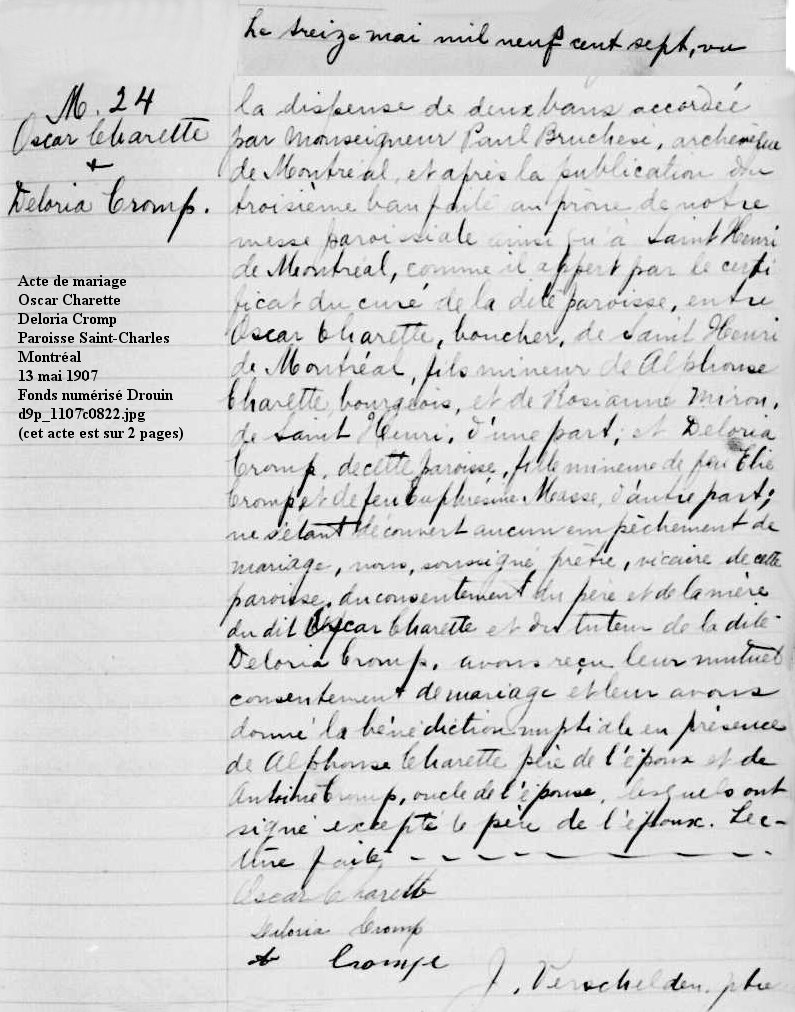 Le treize mai mil neuf cent sept, vu
M. 24
Oscar Charette
+
Deloria Cromp.
Acte de mariage
Oscar Charette
Deloria Cromp
Paroisse Saint-Charles
Montréal
13 mai 1907
Fonds numérisé Drouin
d9p_1107c0822.jpg
(cet acte est sur 2 pages)
la dispense de deux bans accordée
par Monseigneur Paul Bruchési, archevêque
de Montréal, et après la publication du
troisième ban faite au prône de notre
messe paroissiale ainsi qu'à Saint Henri
de Montréal, comme il appert par le certi
ficat du curé de la dite paroisse, entre
Oscar Charette, boucher, de Saint Henri
de Montréal, fils mineur de Alphonse
Charette, bourgeois, et de Rosianne Miron,
de Saint Henri, d'une part; et Deloria
Cromp, de cette paroisse, fille mineure de feu Elie
Cromp, et de feu Euphrésine Masse, d'autre part;
ne s'étant découvert aucun empêchement de
mariage, nous, soussigné, prêtre, vicaire de cette
paroisse, du consentement du père et de la mère
du dit Oscar Charette et du tuteur de la dite
Deloria Cromp, avons reçu leur mutuel
consentement de mariage et leur avons
donné la bénédiction nuptiale en présence
de Alphonse Charette père de l'époux et de
Antoine Cromp, oncle de l'épouse, lesquels ont
signé excepté le père de l'époux. Lec-
ture faite
Oscar Charette
Deloria Cromp
Crompe
J. Verschelden, ptre